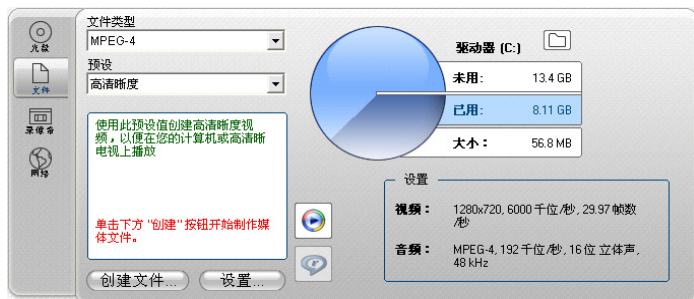 光盘
文件
录像带
网络
文件类型
MPEG-4
预设
高清晰度
使用此预设值创建高清晰度视
频，以便在您的计算机或高清晰
电视上播放
单击下方 "创建" 按钮开始制作媒
体文件。
创建文件...
设置...
驱动器 (C:)
未用: 13.4 GB
已用: 8.11 GB
大小： 56.8 MB
设置
视频： 1280x720, 6000 千位/秒, 29.97 帧数
/秒
音频： MPEG-4, 192 千位/秒, 16 位 立体声,
48 kHz